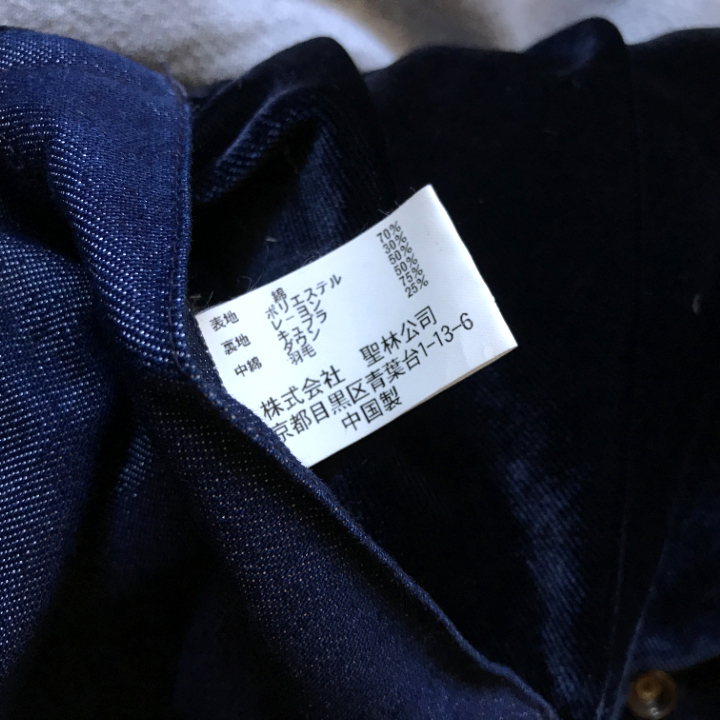 表地 綿 70%
ポリエステル 30%
裏地 レーヨン 50%
キュプラ 50%
中綿 ダウン 75%
羽毛 25%
株式会社 聖林公司
京都目黒区青葉台1-13-6
中国製